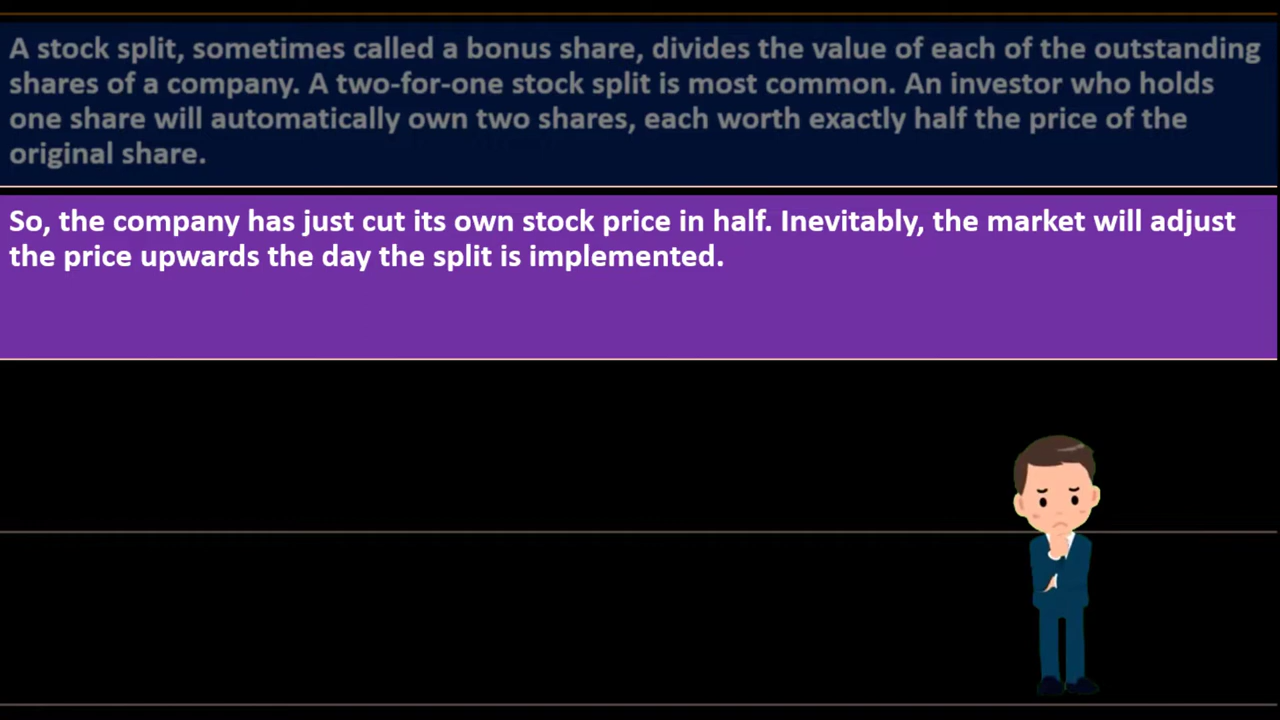 A stock split, sometimes called a bonus share, divides the value of each of the outstanding
shares of a company. A two-for-one stock split is most common. An investor who holds
one share will automatically own two shares, each worth exactly half the price of the
original share.
So, the company has just cut its own stock price in half. Inevitably, the market will adjust
the price upwards the day the split is implemented.